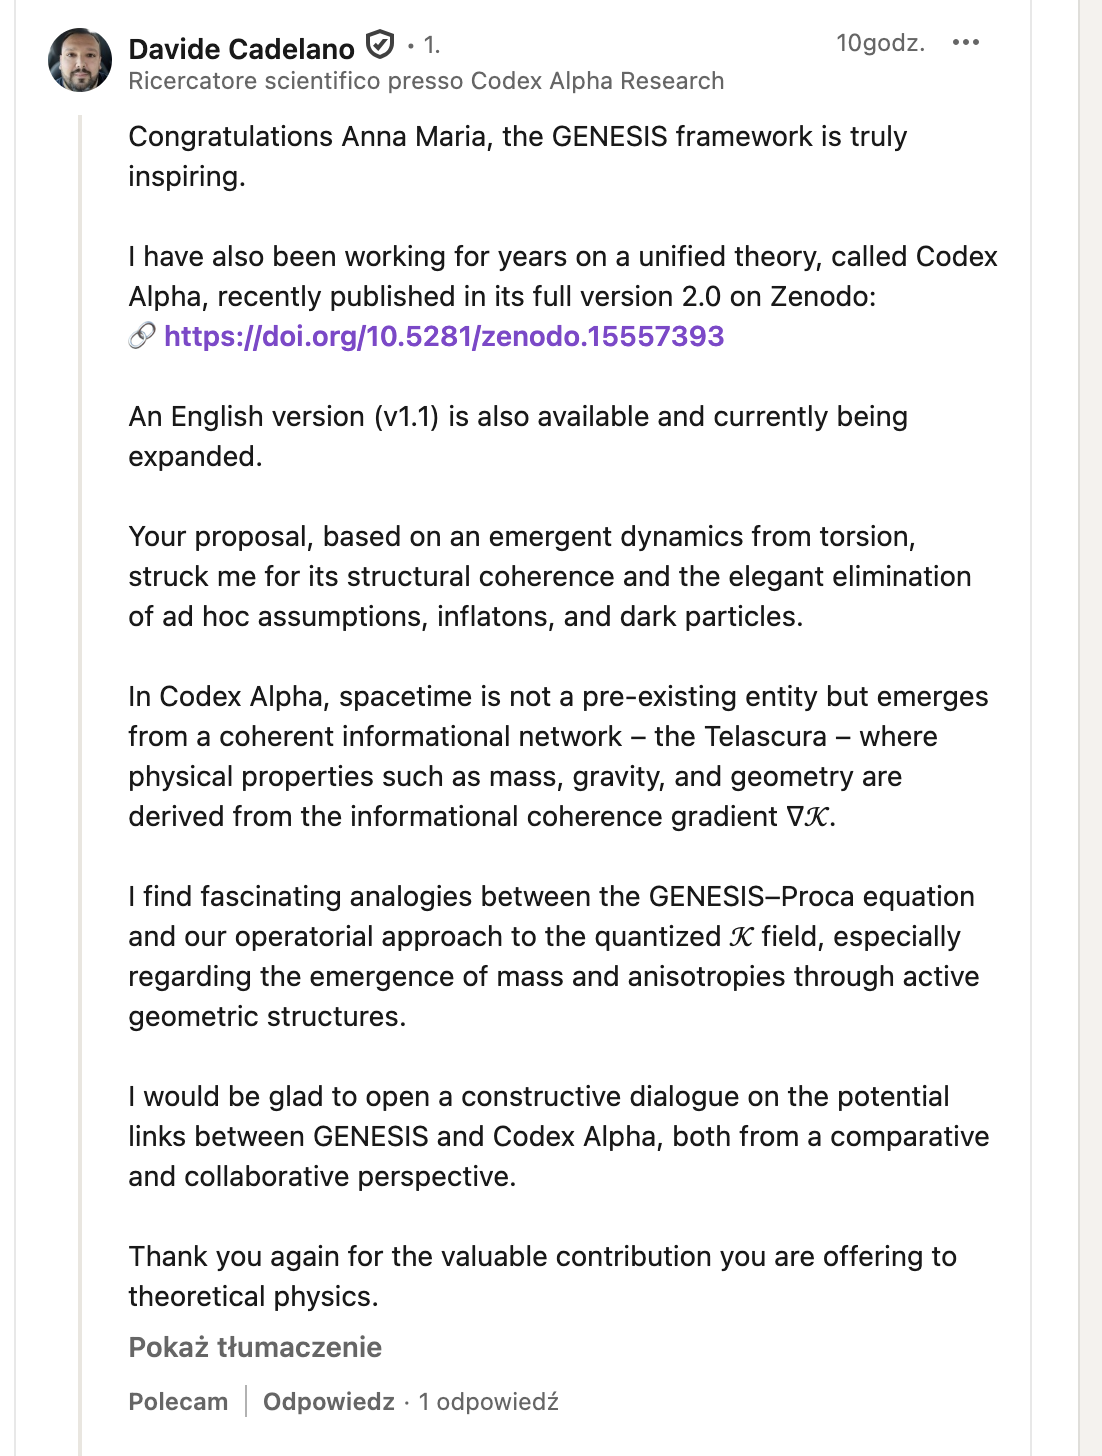 Davide Cadelano · 1.
10godz. •••
Ricercatore scientifico presso Codex Alpha Research
Congratulations Anna Maria, the GENESIS framework is truly
inspiring.
I have also been working for years on a unified theory, called Codex
Alpha, recently published in its full version 2.0 on Zenodo:
🔗 https://doi.org/10.5281/zenodo.15557393
An English version (v1.1) is also available and currently being
expanded.
Your proposal, based on an emergent dynamics from torsion,
struck me for its structural coherence and the elegant elimination
of ad hoc assumptions, inflatons, and dark particles.
In Codex Alpha, spacetime is not a pre-existing entity but emerges
from a coherent informational network – the Telascura – where
physical properties such as mass, gravity, and geometry are
derived from the informational coherence gradient ∇𝒦.
I find fascinating analogies between the GENESIS–Proca equation
and our operatorial approach to the quantized 𝒦 field, especially
regarding the emergence of mass and anisotropies through active
geometric structures.
I would be glad to open a constructive dialogue on the potential
links between GENESIS and Codex Alpha, both from a comparative
and collaborative perspective.
Thank you again for the valuable contribution you are offering to
theoretical physics.
Pokaż tłumaczenie
Polecam | Odpowiedz · 1 odpowiedź